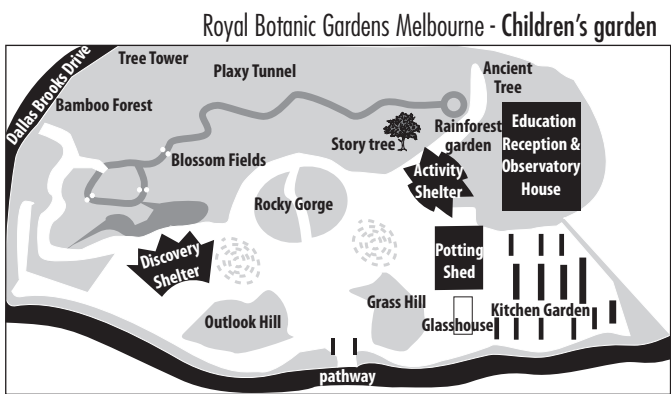 Royal Botanic Gardens Melbourne - Children's garden
Dallas Brooks Drive
Tree Tower
Plaxy Tunnel
Ancient
Tree
Bamboo Forest
Education
Reception &
Observatory
House
Rainforest
garden
Story tree
Blossom Fields
Activity
Shelter
Rocky Gorge
Discovery
Shelter
Potting
Shed
Outlook Hill
Grass Hill
Glasshouse
Kitchen Garden
pathway